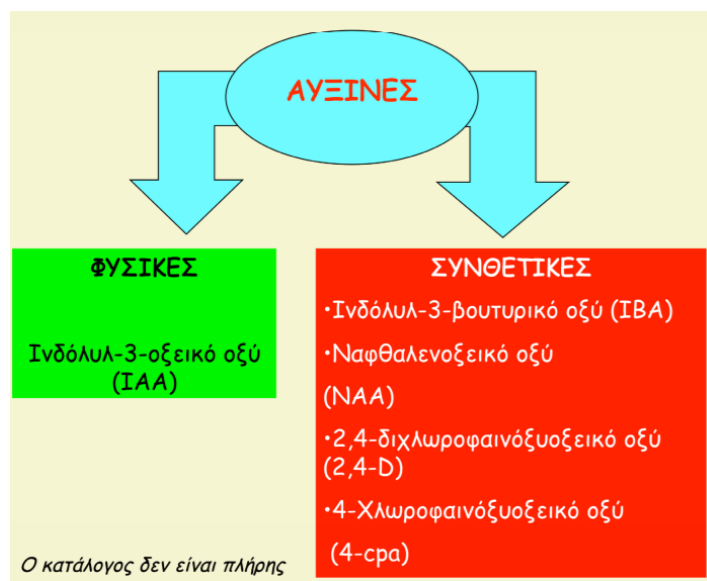 ΑΥΞΙΝΕΣ
ΦΥΣΙΚΕΣ
Ινδόλυλ-3-οξεικό οξύ
(IAA)
ΣΥΝΘΕΤΙΚΕΣ
•Ινδόλυλ-3-βουτυρικό οξύ (IBA)
•Ναφθαλενοξεικό οξύ
(NAA)
•2,4-διχλωροφαινόξυοξεικό οξύ
(2,4-D)
•4-Χλωροφαινόξυοξεικό οξύ
(4-cpa)
Ο κατάλογος δεν είναι πλήρης